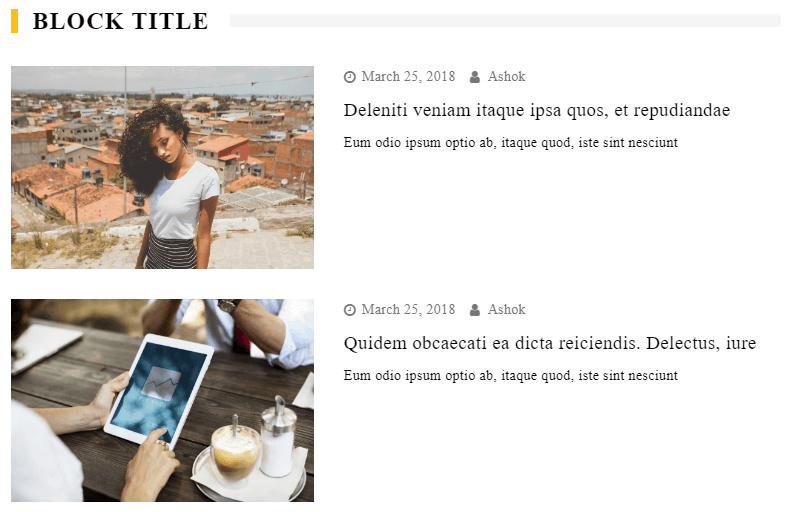 BLOCK TITLE
March 25, 2018 Ashok
Deleniti veniam itaque ipsa quos, et repudiandae
Eum odio ipsum optio ab, itaque quod, iste sint nesciunt
March 25, 2018 Ashok
Quidem obcaecati ea dicta reiciendis. Delectus, iure
Eum odio ipsum optio ab, itaque quod, iste sint nesciunt